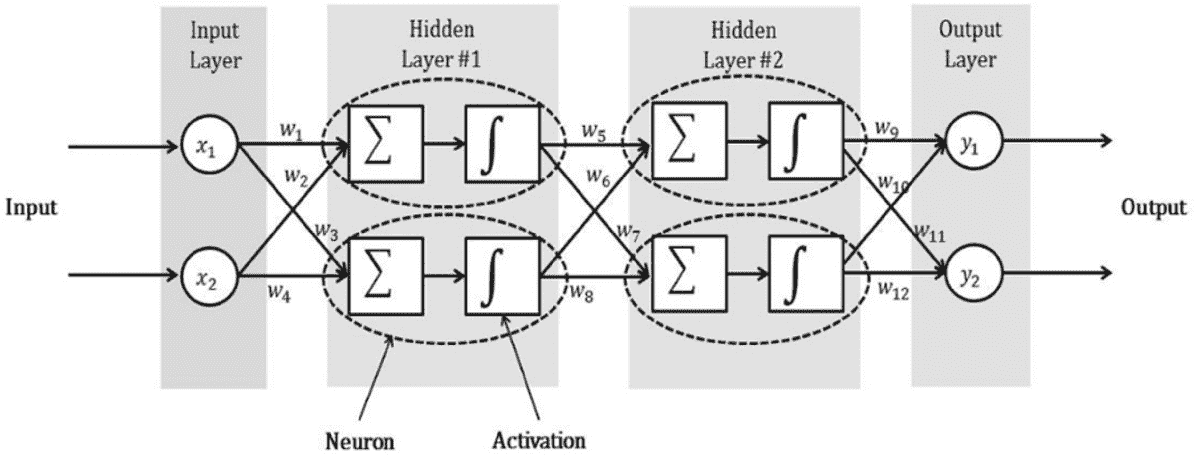 Input
Layer
Hidden
Layer #1
Hidden
Layer #2
Output
Layer
Input
x₁
x₂
w₁
w₂
w₃
w₄
∑ ∫
∑ ∫
w₅
w₆
w₇
w₈
∑ ∫
∑ ∫
w₉
w₁₀
w₁₁
w₁₂
y₁
y₂
Output
Neuron
Activation